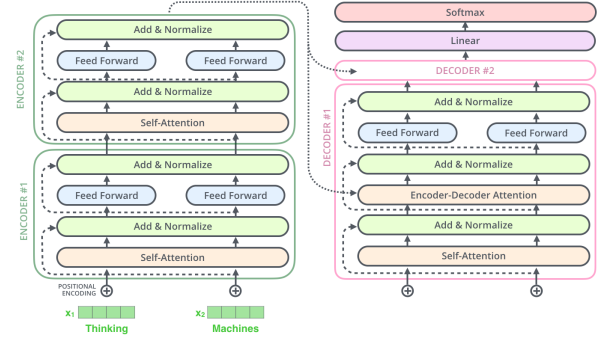 ENCODER #2
Add & Normalize
Feed Forward Feed Forward
Add & Normalize
Self-Attention
ENCODER #1
Add & Normalize
Feed Forward Feed Forward
Add & Normalize
Self-Attention
POSITIONAL
ENCODING
x₁ x₂
Thinking Machines
Softmax
Linear
DECODER #2
DECODER #1
Add & Normalize
Feed Forward Feed Forward
Add & Normalize
Encoder-Decoder Attention
Add & Normalize
Self-Attention